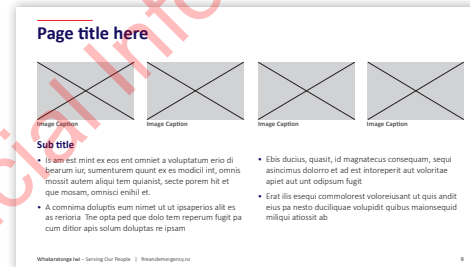 Page title here
Image Caption
Image Caption
Image Caption
Image Caption
Sub title
• Is am est mint ex eos ent omniet a voluptatum erio di
bearum iur, sumenterum quunt ex es modicil int, omnis
mossit autem aliqui tem quianist, secte porem hit et
que mosam, omnisci enihil et.
• A comnima doluptis eum nimet ut ut ipsaperios alit es
as reroria The opta ped que dolo tem reperum fugit pa
cum ditior apis solum doluptas re ipsam
• Ebis ducius, quasit, id magnatecus consequam, sequi
asincimus dolorro et ad est intoreperit aut voloritae
apiet aut unt odipsum fugit
• Erat ilis esequi commolorest voloreiusant ut quis andit
eius pa nesto duciliquae volupidit quibus maionsequid
miliqui atiossit ab
Whakaratonga Iwi – Serving Our People | fireandemergency.nz
9
cial Info